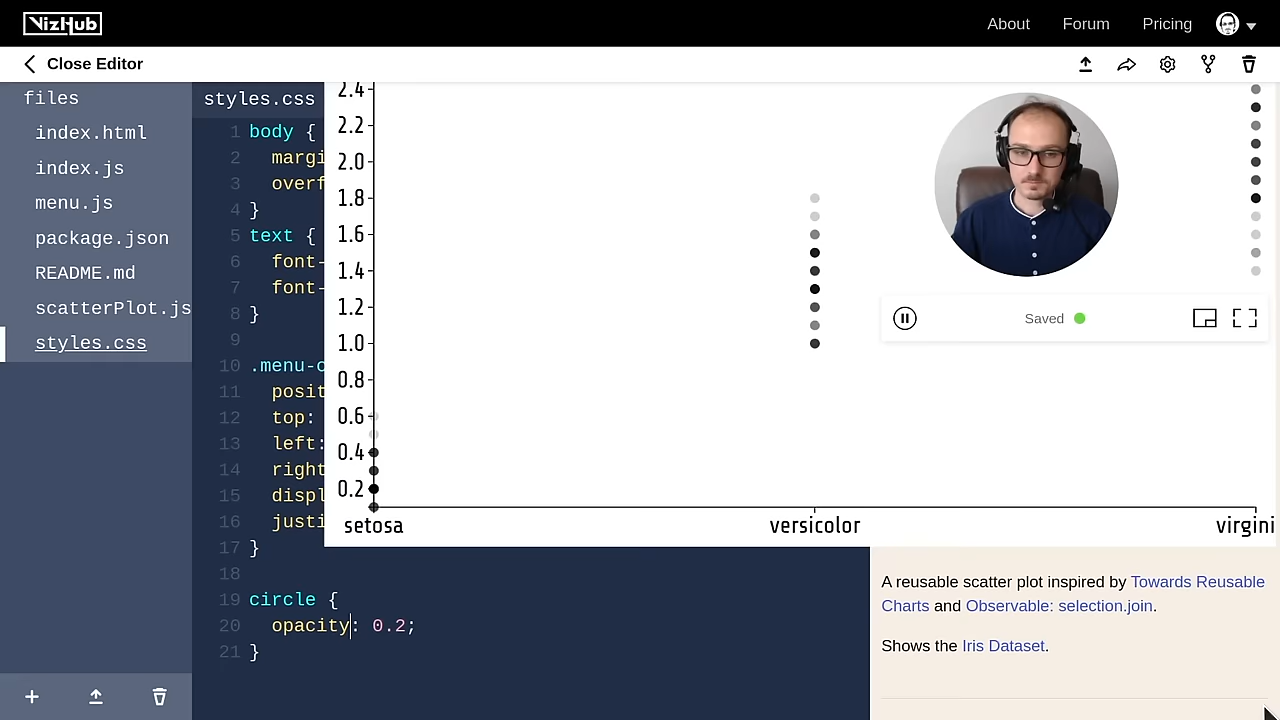 VizHub
About
Forum
Pricing
Close Editor
files
index.html
index.js
menu.js
package.json
README.md
scatterPlot.js
styles.css
styles.css
1 body {
2 margi
3 overf
4 }
5 text {
6 font-
7 font-
8 }
9
10 .menu-c
11 posit
12 top:
13 left:
14 right
15 displ
16 justi
17 }
18
19 circle {
20 opacity: 0.2;
21 }
2.4
2.2
2.0
1.8
1.6
1.4
1.2
1.0
0.8
0.6
0.4
0.2
setosa
versicolor
virgini
Saved
A reusable scatter plot inspired by Towards Reusable
Charts and Observable: selection.join.
Shows the Iris Dataset.